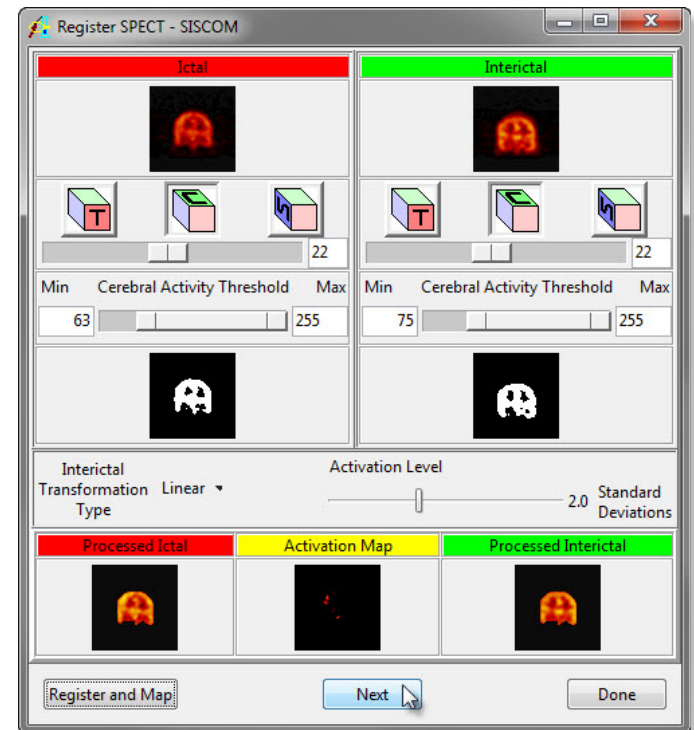 Register SPECT - SISCOM
Ictal
Interictal
T
T
22
22
Min Cerebral Activity Threshold Max
Min Cerebral Activity Threshold Max
63
255
75
255
Interictal
Transformation
Type
Linear
Activation Level
2.0
Standard
Deviations
Processed Ictal
Activation Map
Processed Interictal
Register and Map
Next
Done